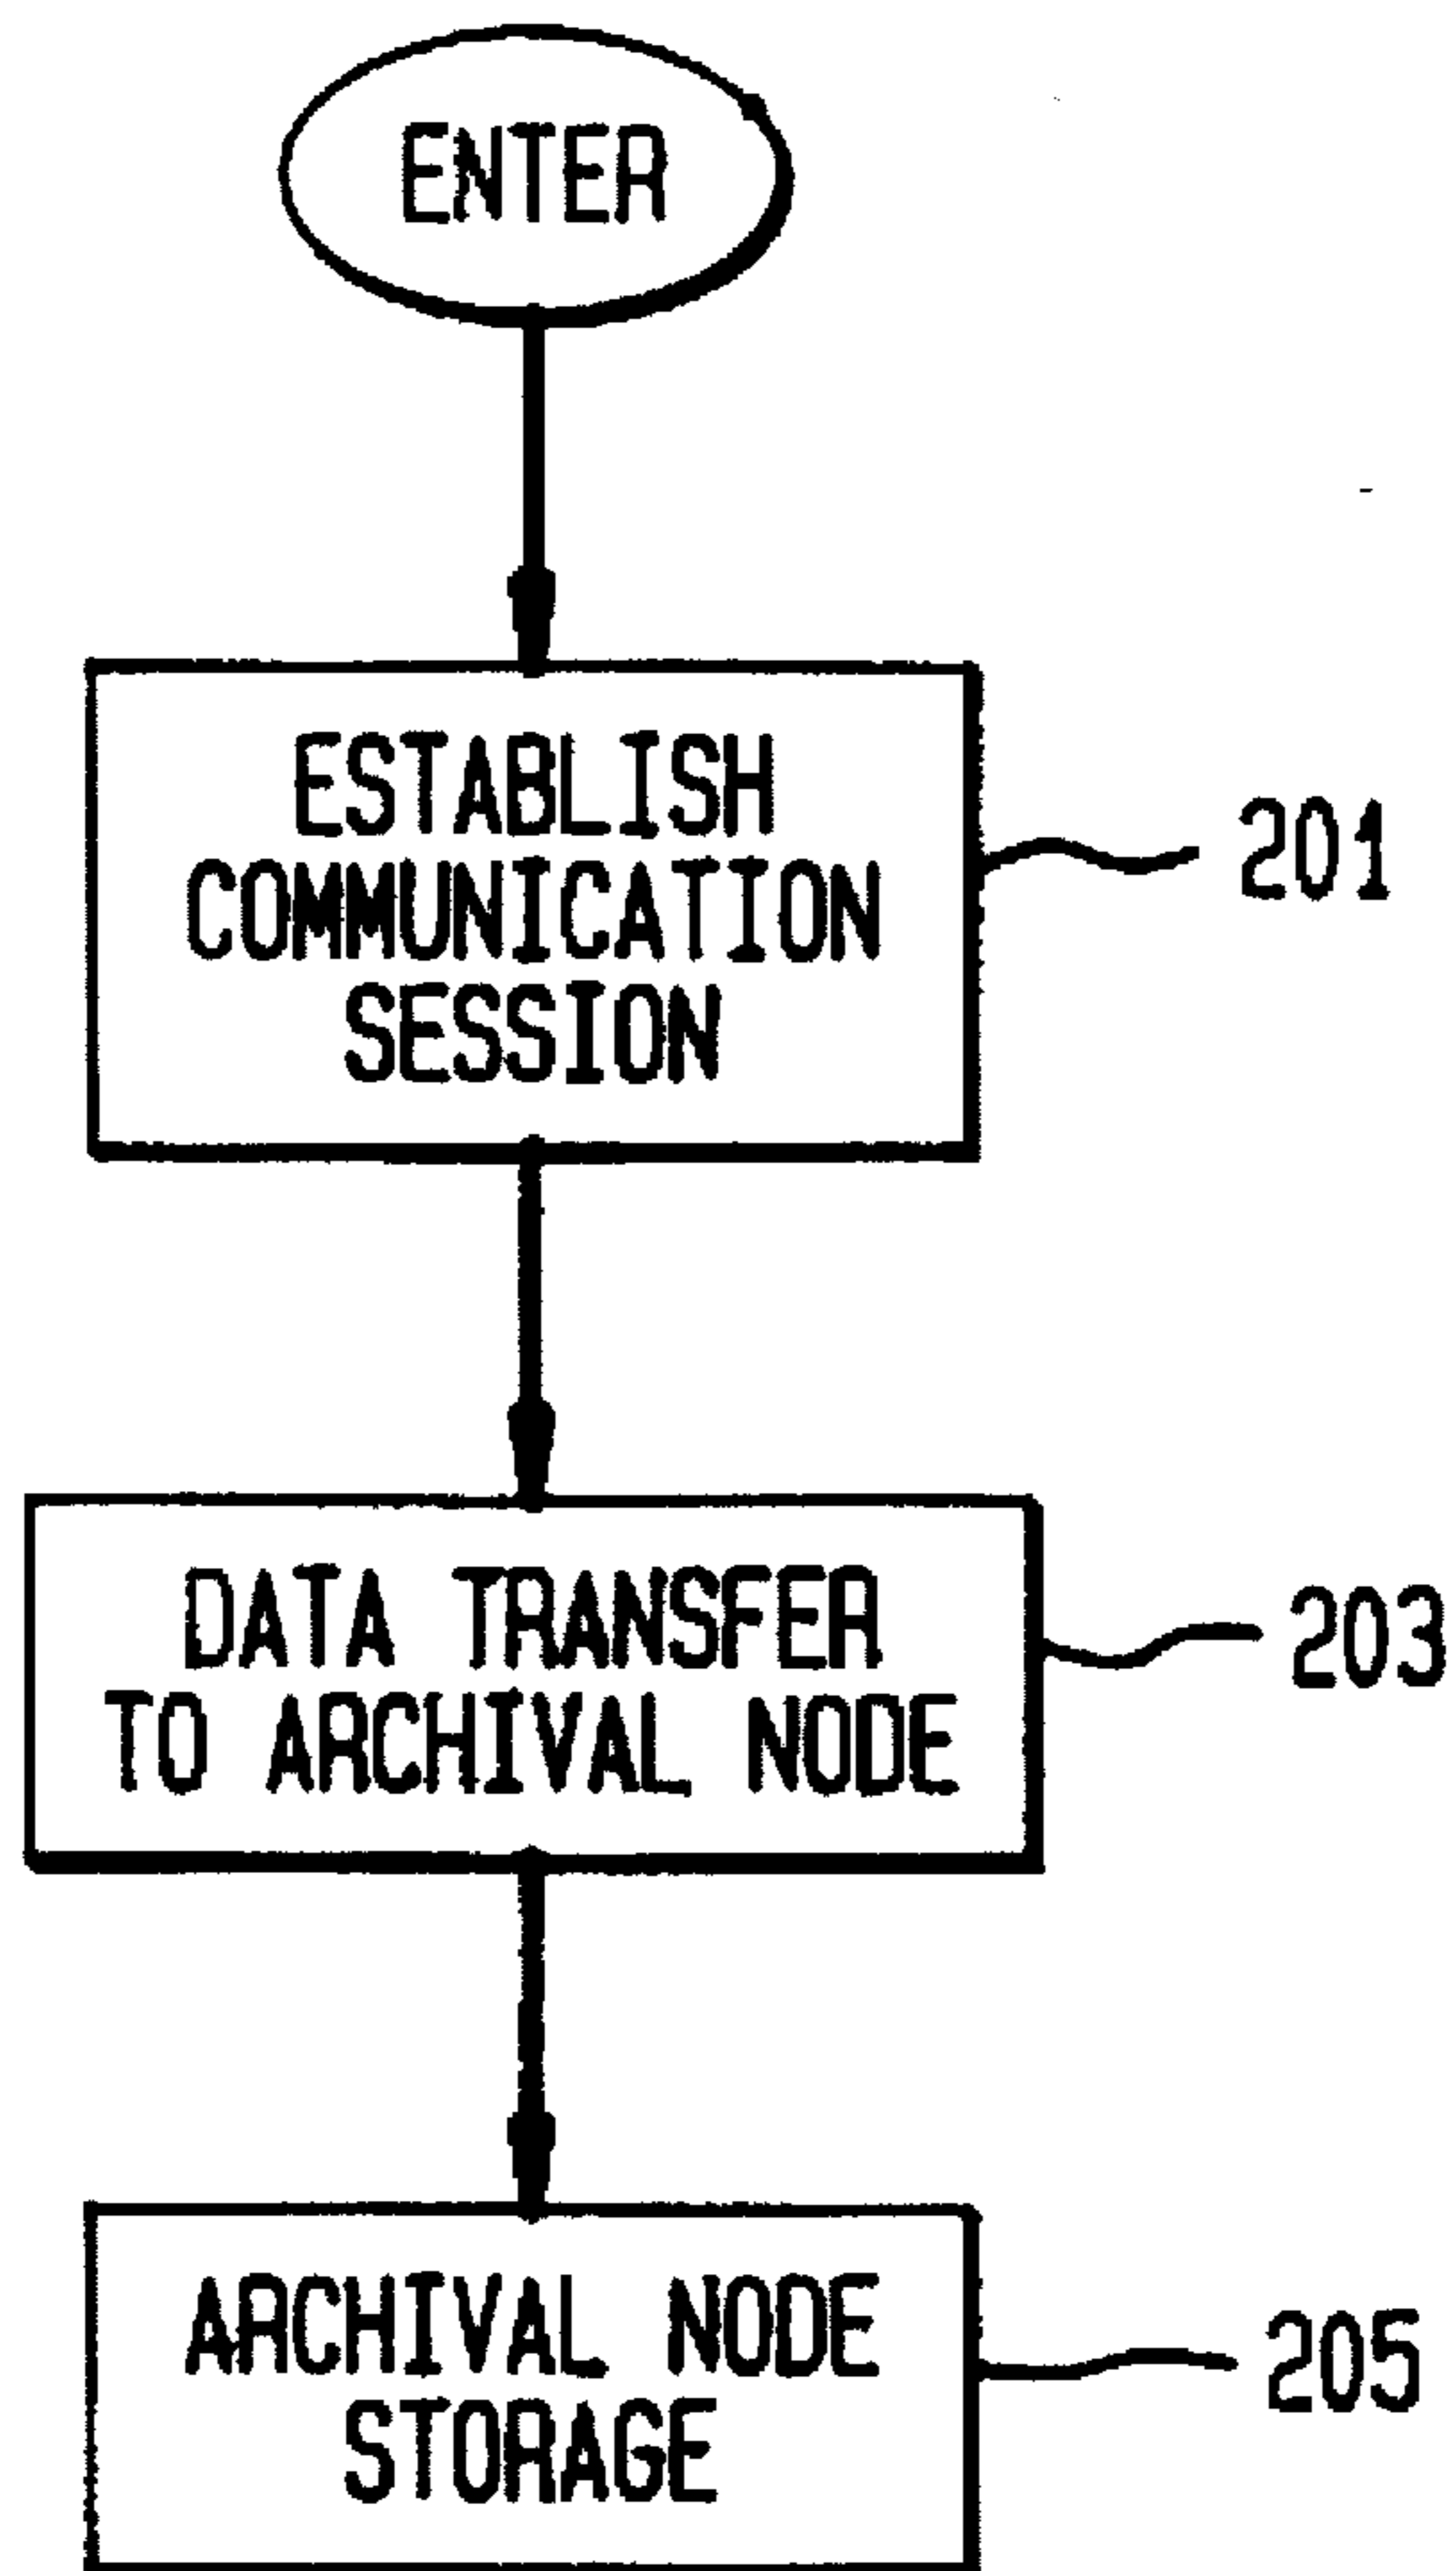 ENTER
ESTABLISH
COMMUNICATION
SESSION
201
DATA TRANSFER
TO ARCHIVAL NODE
203
ARCHIVAL NODE
STORAGE
205